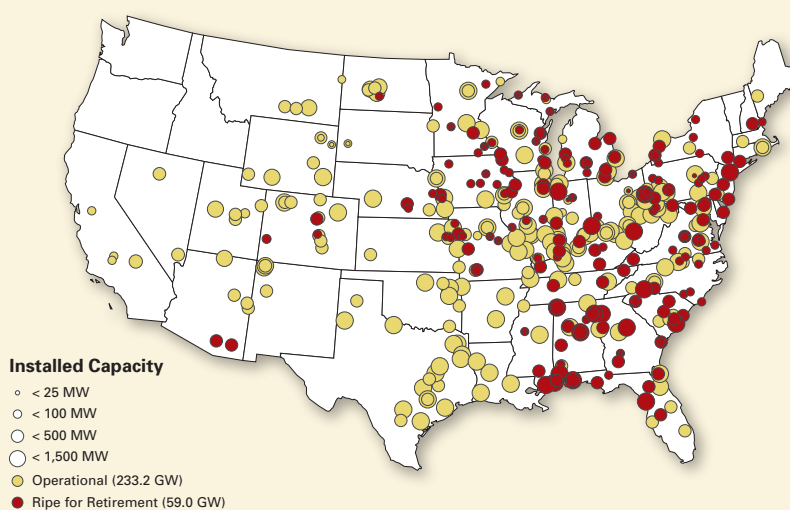 Installed Capacity
< 25 MW
< 100 MW
< 500 MW
< 1,500 MW
Operational (233.2 GW)
Ripe for Retirement (59.0 GW)